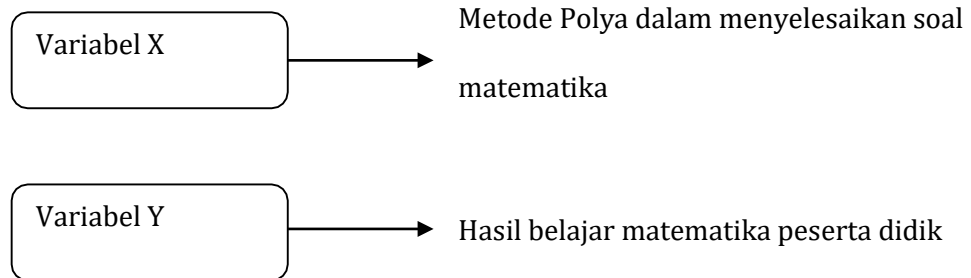 Variabel X
Metode Polya dalam menyelesaikan soal
matematika
Variabel Y
Hasil belajar matematika peserta didik